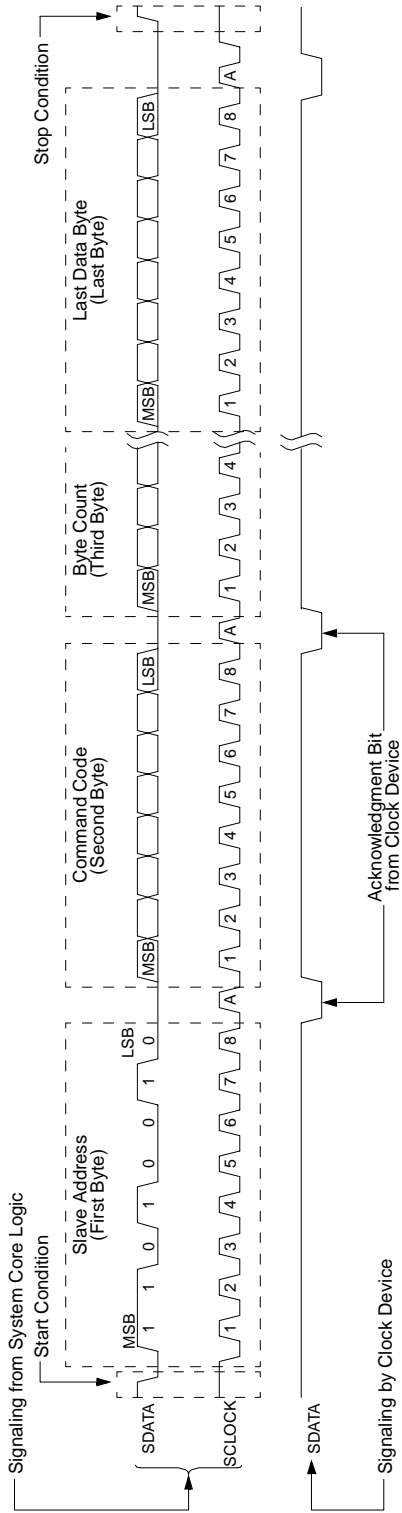 Signaling from System Core Logic
Start Condition
Stop Condition
Slave Address
(First Byte)
Command Code
(Second Byte)
Byte Count
(Third Byte)
Last Data Byte
(Last Byte)
MSB
LSB
SDATA
1 1 0 1 0 0 1 0
MSB
LSB
MSB
MSB
LSB
SCLOCK
1 2 3 4 5 6 7 8 A
1 2 3 4 5 6 7 8 A
1 2 3 4
1 2 3 4 5 6 7 8 A
SDATA
Signaling by Clock Device
Acknowledgment Bit
from Clock Device